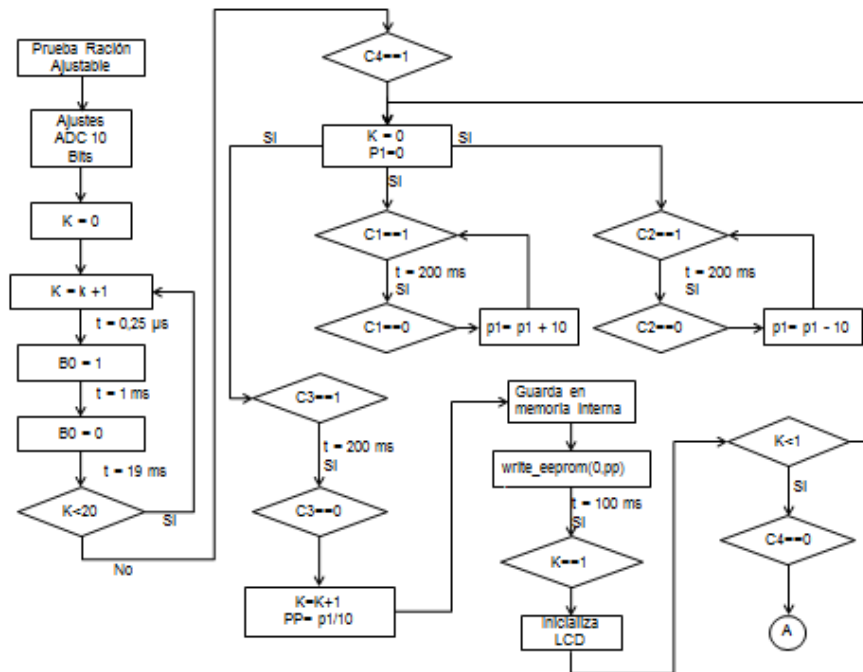 Prueba Ración
Ajustable
Ajustes
ADC 10
Bits
K = 0
K = k +1
t = 0,25 µs
B0 = 1
t = 1 ms
B0 = 0
t = 19 ms
K<20
SI
No
C4==1
K = 0
P1=0
SI
SI
SI
C1==1
t = 200 ms
SI
C1==0
p1= p1 + 10
C2==1
t = 200 ms
SI
C2==0
p1= p1 - 10
C3==1
t = 200 ms
SI
C3==0
K=K+1
PP= p1/10
Guarda en
memoria Interna
write_eeprom(0,pp)
t = 100 ms
SI
K==1
Inicializa
LCD
K<1
SI
C4==0
A